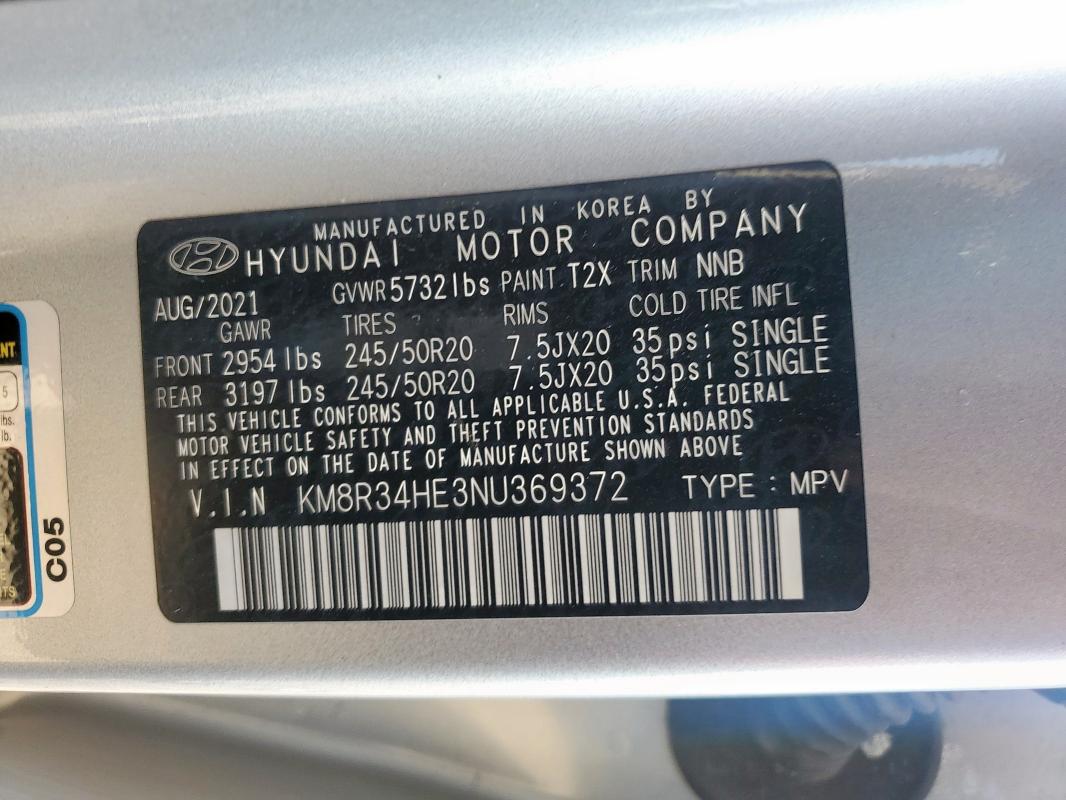 MANUFACTURED IN KOREA BY
HYUNDAI MOTOR COMPANY
AUG/2021 GVWR 5732 lbs PAINT T2X TRIM NNB
GAWR TIRES RIMS COLD TIRE INFL
FRONT 2954 lbs 245/50R20 7.5JX20 35psi SINGLE
REAR 3197 lbs 245/50R20 7.5JX20 35psi SINGLE
THIS VEHICLE CONFORMS TO ALL APPLICABLE U.S.A. FEDERAL
MOTOR VEHICLE SAFETY AND THEFT PREVENTION STANDARDS
IN EFFECT ON THE DATE OF MANUFACTURE SHOWN ABOVE
V.I.N KM8R34HE3NU369372 TYPE : MPV
5
lbs.
lb.
C05